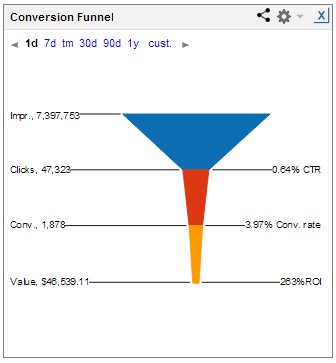 Conversion Funnel X
1d 7d tm 30d 90d 1y cust.
Impr., 7,397,753
Clicks, 47,323 0.64% CTR
Conv., 1,878 3.97% Conv. rate
Value, $46,539.11 263%ROI